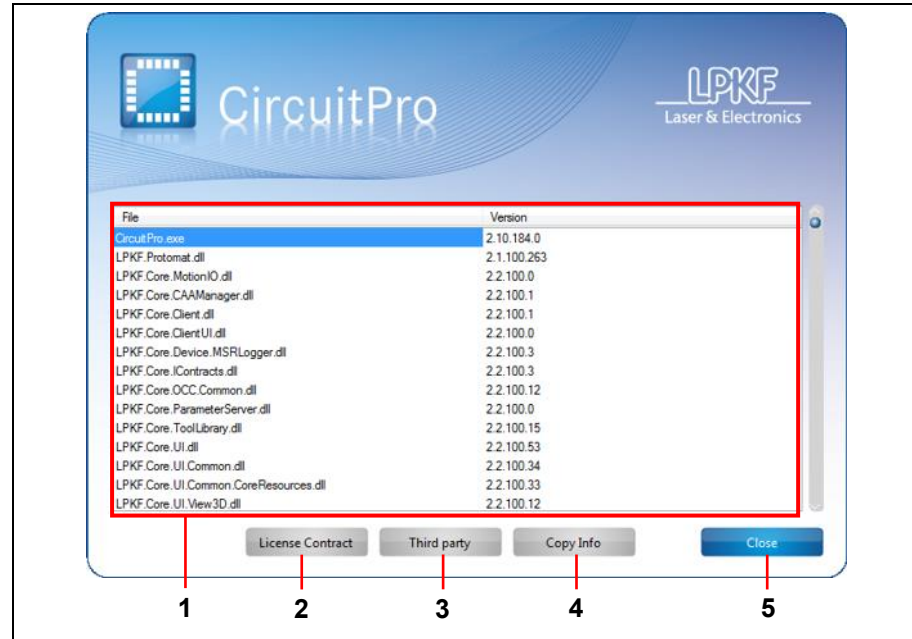 CircuitPro
LPKF
Laser & Electronics
File Version
CircuitPro.exe 2.10.184.0
LPKF.Protomat.dll 2.1.100.263
LPKF.Core.MotionIO.dll 2.2.100.0
LPKF.Core.CAAManager.dll 2.2.100.1
LPKF.Core.Client.dll 2.2.100.1
LPKF.Core.ClientUI.dll 2.2.100.0
LPKF.Core.Device.MSRLogger.dll 2.2.100.3
LPKF.Core.IContracts.dll 2.2.100.3
LPKF.Core.OCC.Common.dll 2.2.100.12
LPKF.Core.ParameterServer.dll 2.2.100.0
LPKF.Core.ToolLibrary.dll 2.2.100.15
LPKF.Core.UI.dll 2.2.100.53
LPKF.Core.UI.Common.dll 2.2.100.34
LPKF.Core.UI.Common.CoreResources.dll 2.2.100.33
LPKF.Core.UI.View3D.dll 2.2.100.12
License Contract Third party Copy Info Close
1 2 3 4 5